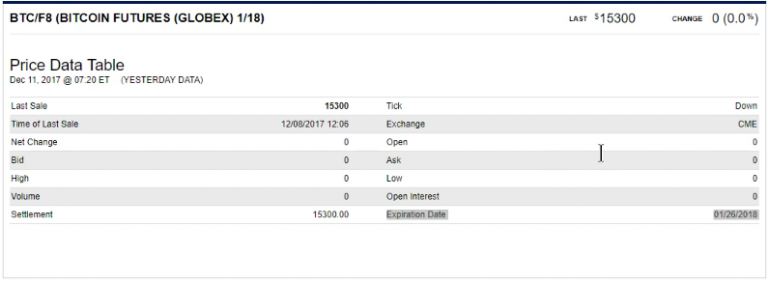 BTC/F8 (BITCOIN FUTURES (GLOBEX) 1/18) LAST $15300 CHANGE 0 (0.0%)
Price Data Table
Dec 11, 2017 @ 07:20 ET (YESTERDAY DATA)
Last Sale 15300 Tick Down
Time of Last Sale 12/08/2017 12:06 Exchange CME
Net Change 0 Open 0
Bid 0 Ask 0
High 0 Low 0
Volume 0 Open Interest 0
Settlement 15300.00 Expiration Date 01/26/2018